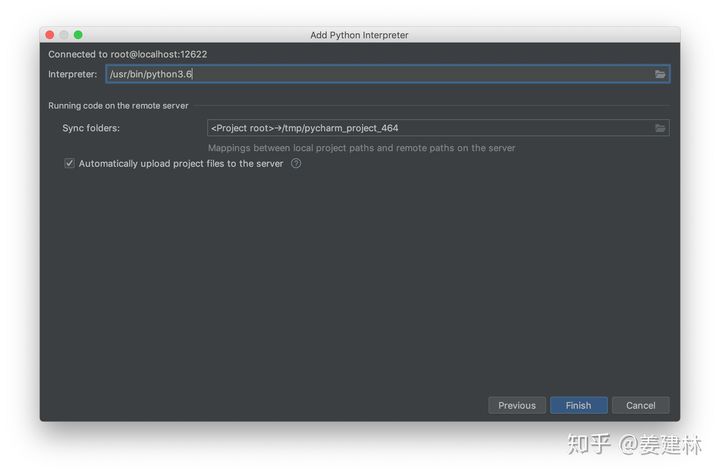 Add Python Interpreter
Connected to root@localhost:12622
Interpreter: /usr/bin/python3.6
Running code on the remote server
Sync folders: <Project root>→/tmp/pycharm_project_464
Mappings between local project paths and remote paths on the server
Automatically upload project files to the server ?
Previous Finish Cancel
知乎 @姜建林